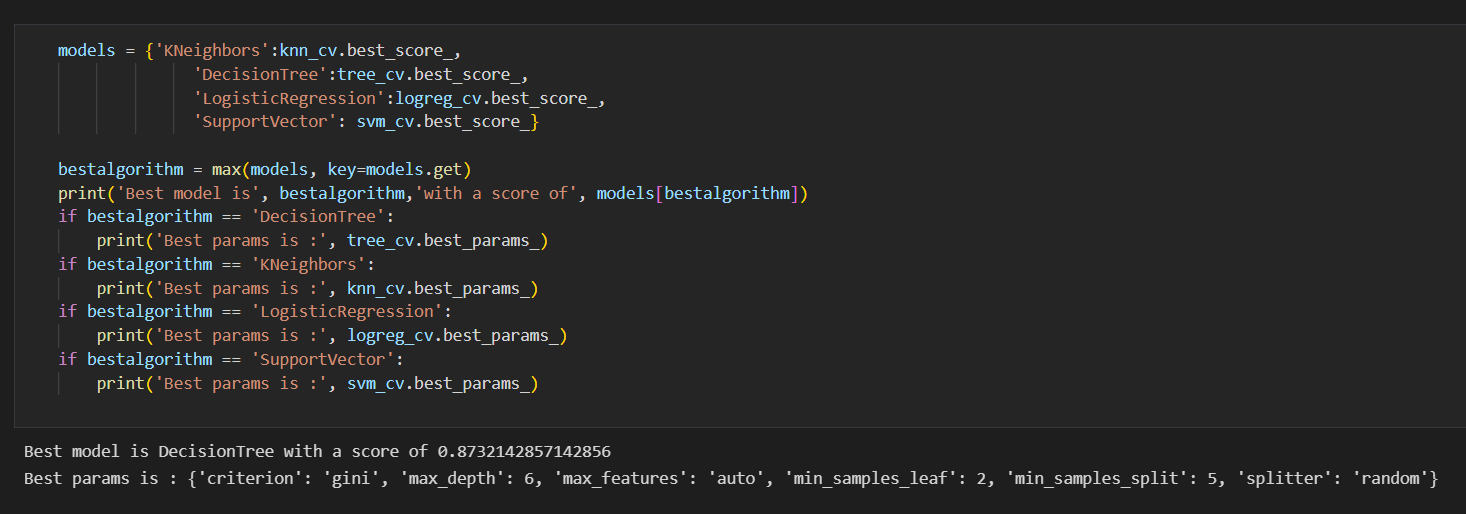 models = {'KNeighbors':knn_cv.best_score_,
'DecisionTree':tree_cv.best_score_,
'LogisticRegression':logreg_cv.best_score_,
'SupportVector': svm_cv.best_score_}
bestalgorithm = max(models, key=models.get)
print('Best model is', bestalgorithm,'with a score of', models[bestalgorithm])
if bestalgorithm == 'DecisionTree':
print('Best params is :', tree_cv.best_params_)
if bestalgorithm == 'KNeighbors':
print('Best params is :', knn_cv.best_params_)
if bestalgorithm == 'LogisticRegression':
print('Best params is :', logreg_cv.best_params_)
if bestalgorithm == 'SupportVector':
print('Best params is :', svm_cv.best_params_)
Best model is DecisionTree with a score of 0.8732142857142856
Best params is : {'criterion': 'gini', 'max_depth': 6, 'max_features': 'auto', 'min_samples_leaf': 2, 'min_samples_split': 5, 'splitter': 'random'}